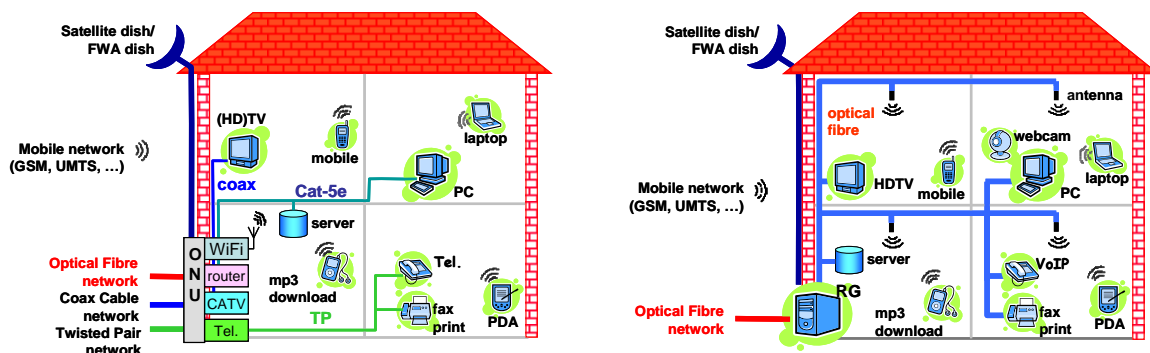 Satellite dish/
FWA dish
(HD)TV
mobile
laptop
Mobile network
(GSM, UMTS, ...)
coax
Cat-5e
PC
server
ONU
WiFi
router
CATV
Tel.
Optical Fibre
network
Coax Cable
network
Twisted Pair
network
mp3
download
TP
Tel.
fax
print
PDA
Satellite dish/
FWA dish
optical
fibre
antenna
webcam
laptop
HDTV
mobile
PC
Mobile network
(GSM, UMTS, ...)
server
VoIP
RG
Optical Fibre
network
mp3
download
fax
print
PDA